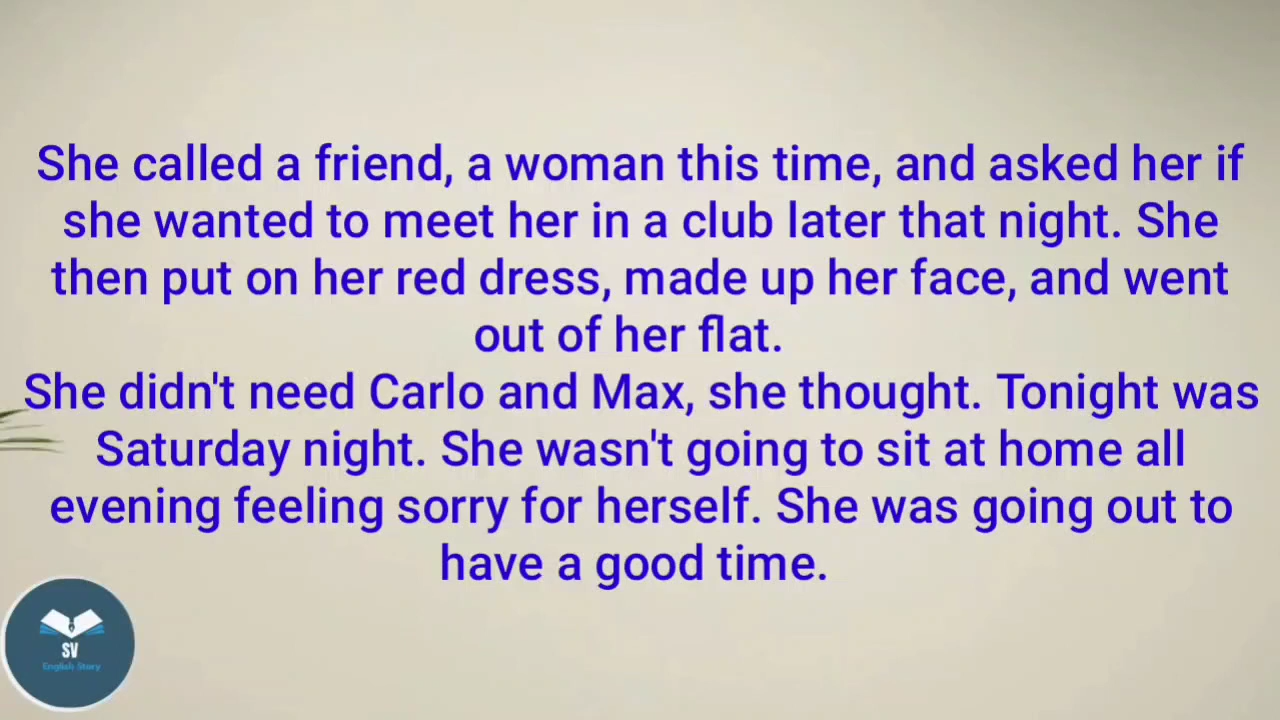 She called a friend, a woman this time, and asked her if
she wanted to meet her in a club later that night. She
then put on her red dress, made up her face, and went
out of her flat.
She didn't need Carlo and Max, she thought. Tonight was
Saturday night. She wasn't going to sit at home all
evening feeling sorry for herself. She was going out to
have a good time.
SV
English Story